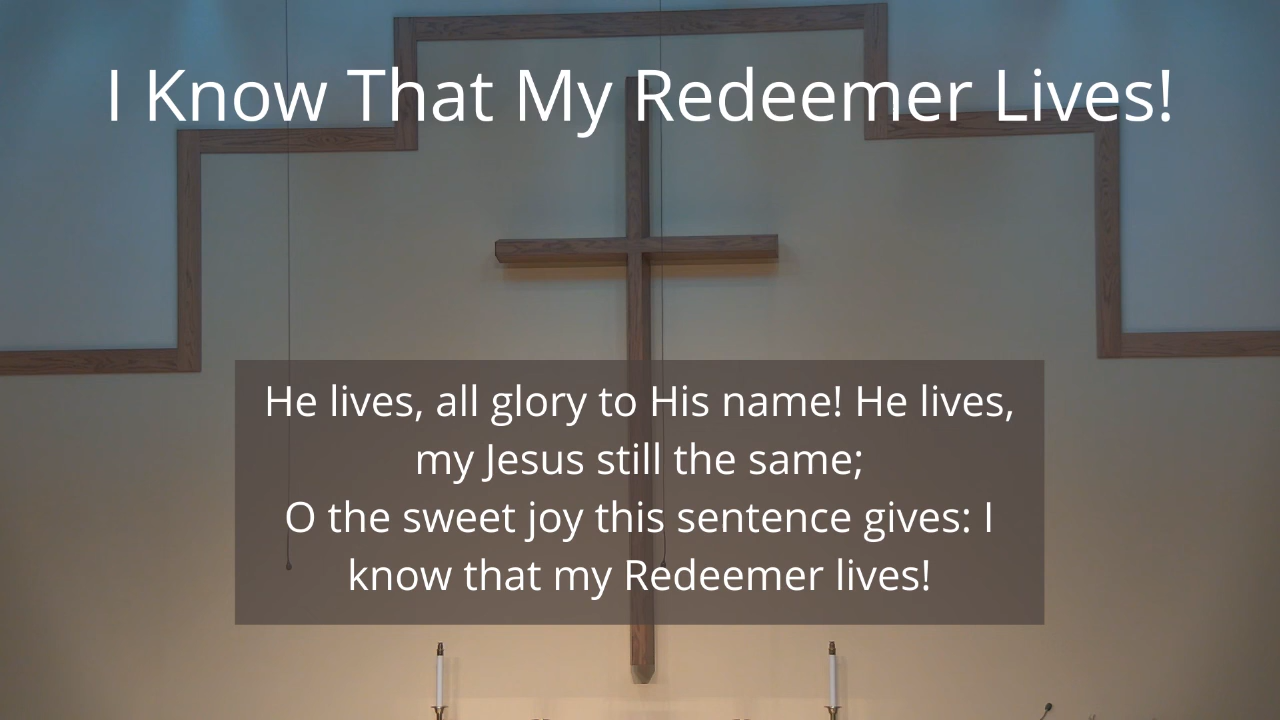 I Know That My Redeemer Lives!
He lives, all glory to His name! He lives,
my Jesus still the same;
O the sweet joy this sentence gives: I
know that my Redeemer lives!